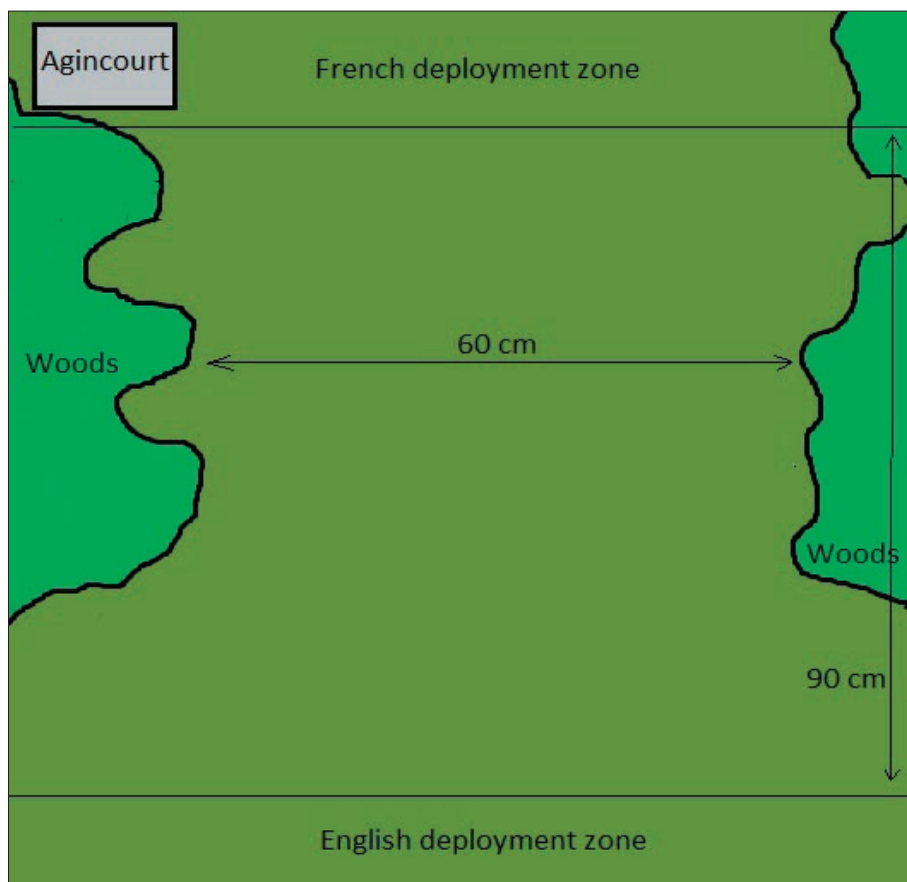 Agincourt
French deployment zone
60 cm
Woods
Woods
90 cm
English deployment zone